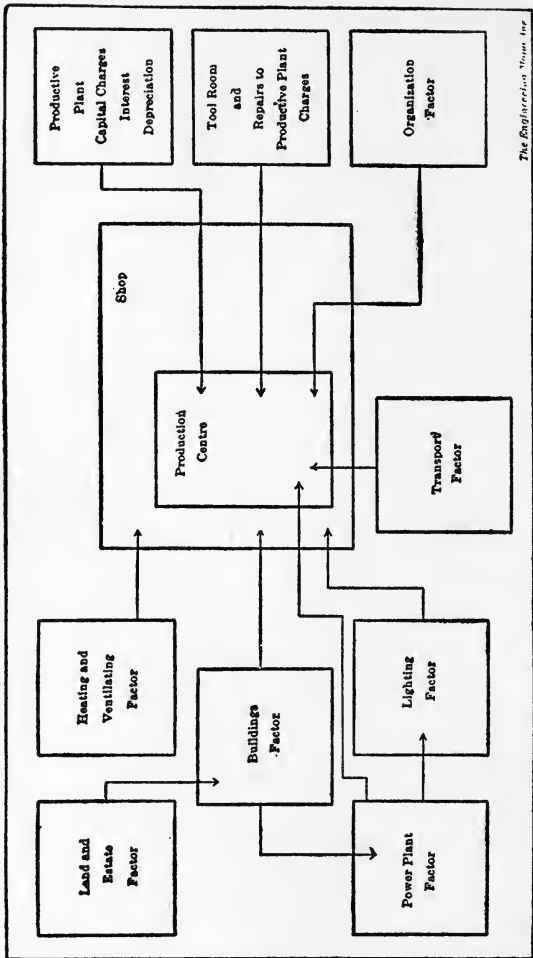 Land and
Estate
Factor
Heating and
Ventilating
Factor
Buildings
Factor
Power Plant
Factor
Lighting
Factor
Shop
Production
Centre
Transport
Factor
Productive
Plant
Capital Charges
Interest
Depreciation
Tool Room
and
Repairs to
Productive Plant
Charges
Organization
Factor
The Engineering